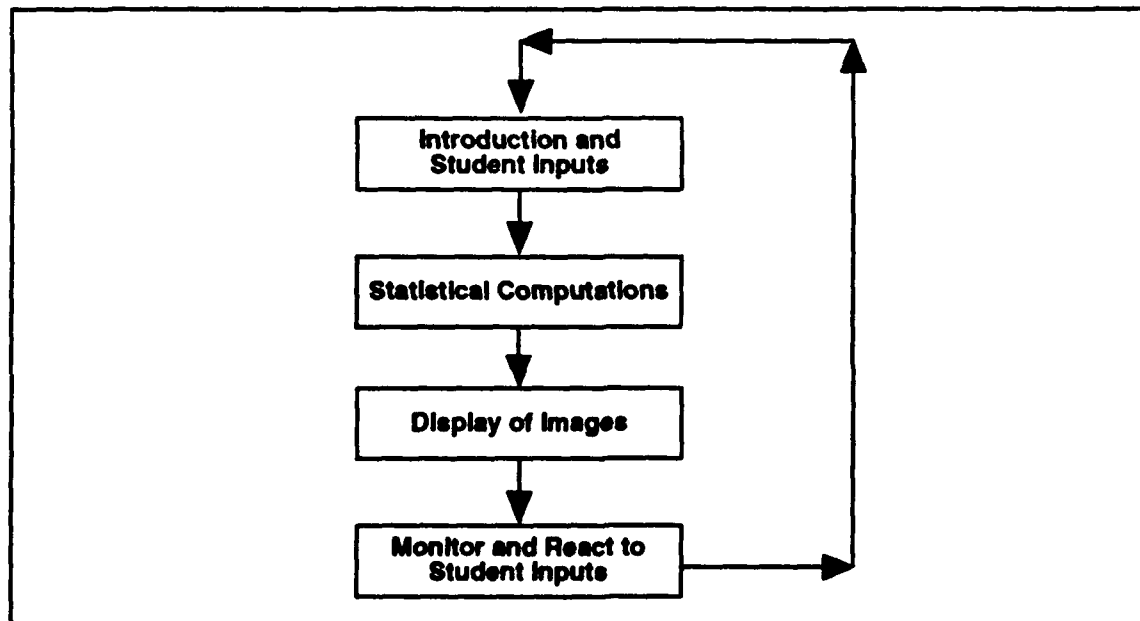 Introduction and
Student Inputs
Statistical Computations
Display of Images
Monitor and React to
Student Inputs